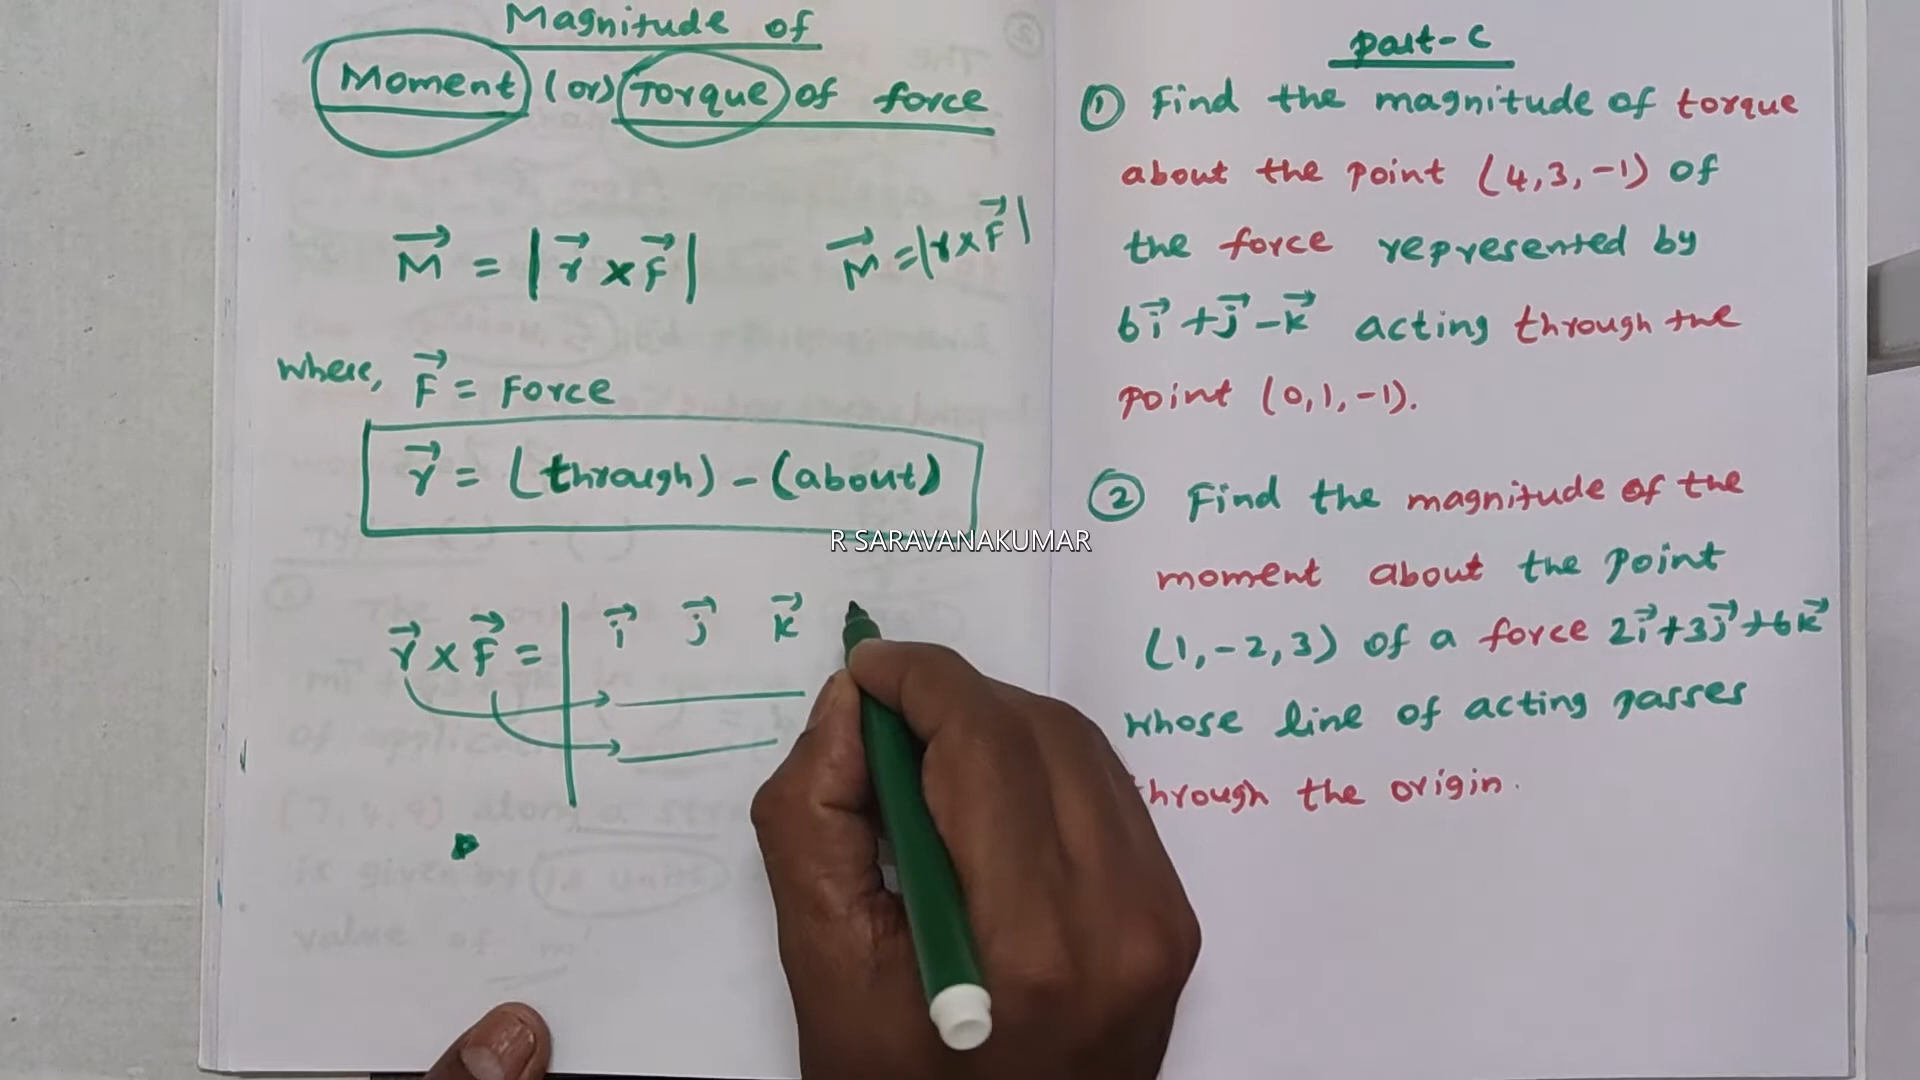 Magnitude of
Moment (or) Torque of force
M = | r × F |
M = | r × F |
where, F = Force
r = (through) - (about)
r × F = | i j k
part-C
① Find the magnitude of torque
about the point (4,3,-1) of
the force represented by
6i + j - k acting through the
point (0,1,-1).
② Find the magnitude of the
moment about the point
(1,-2,3) of a force 2i+3j+6k
whose line of acting passes
hrough the origin.
R SARAVANAKUMAR